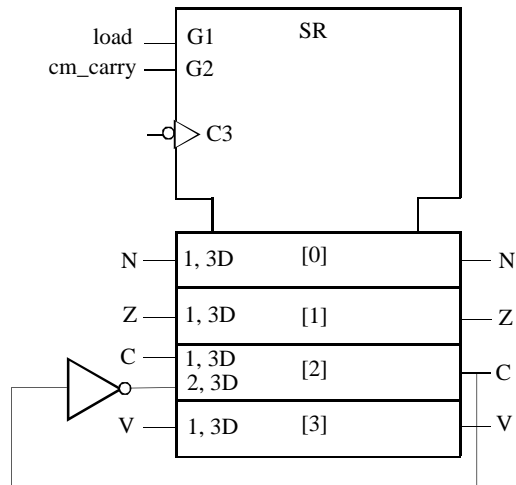 load G1 SR
cm_carry G2
C3
N 1, 3D [0] N
Z 1, 3D [1] Z
C 1, 3D [2] C
2, 3D
V 1, 3D [3] V